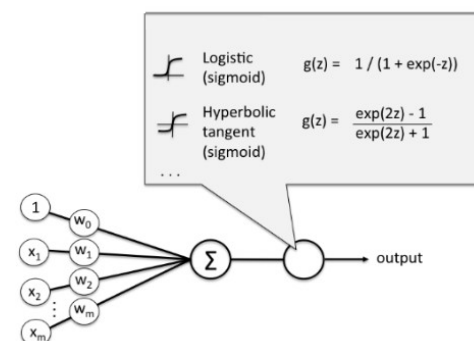 Logistic
(sigmoid)
g(z) = 1 / (1 + exp(-z))
Hyperbolic
tangent
(sigmoid)
g(z) = exp(2z) - 1
exp(2z) + 1
...
1
w₀
x₁
w₁
Σ
output
x₂
w₂
⋮
wₘ
xₘ